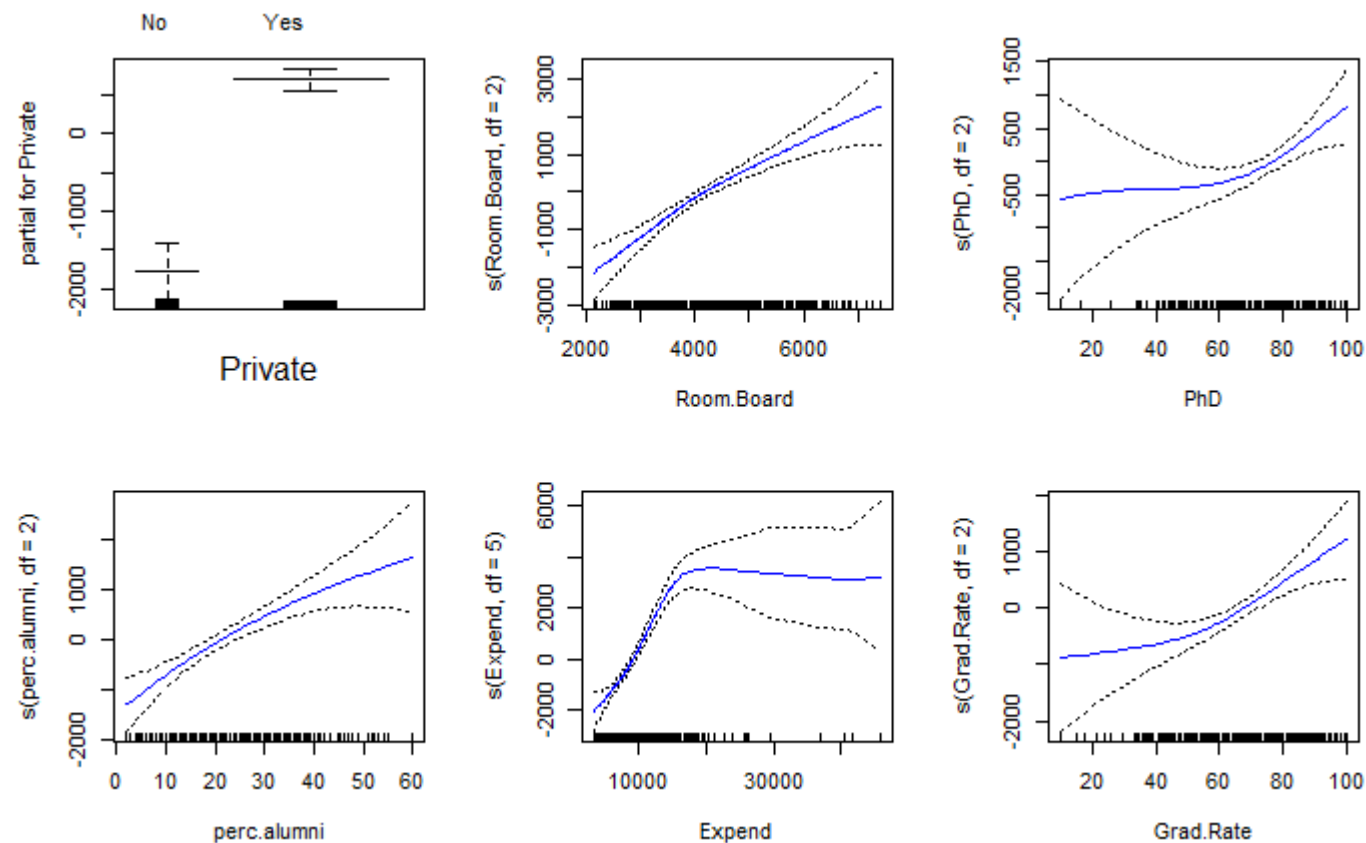 No Yes
partial for Private
0
-1000
-2000
Private
s(Room.Board, df = 2)
3000
1000
-1000
-3000
2000 4000 6000
Room.Board
s(PhD, df = 2)
1500
500
-500
-2000
20 40 60 80 100
PhD
s(perc.alumni, df = 2)
1000
0
-2000
0 10 20 30 40 50 60
perc.alumni
s(Expend, df = 5)
6000
2000
0
-2000
10000 30000
Expend
s(Grad.Rate, df = 2)
1000
0
-2000
20 40 60 80 100
Grad.Rate